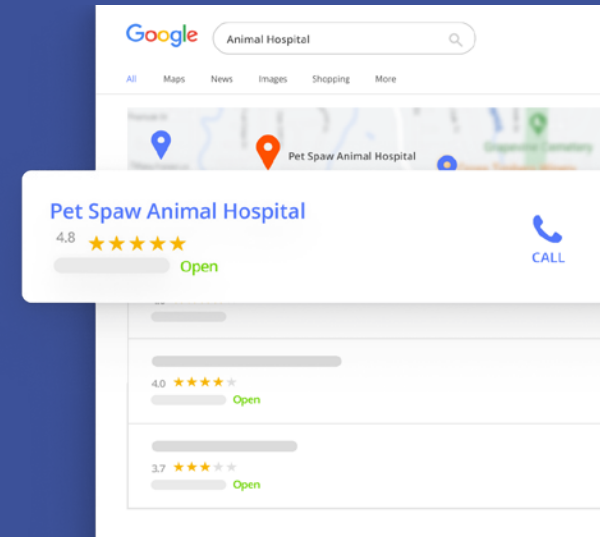 Google
Animal Hospital
All Maps News Images Shopping More
Pet Spaw Animal Hospital
Pet Spaw Animal Hospital
4.8
Open
CALL
4.0
Open
3.7
Open